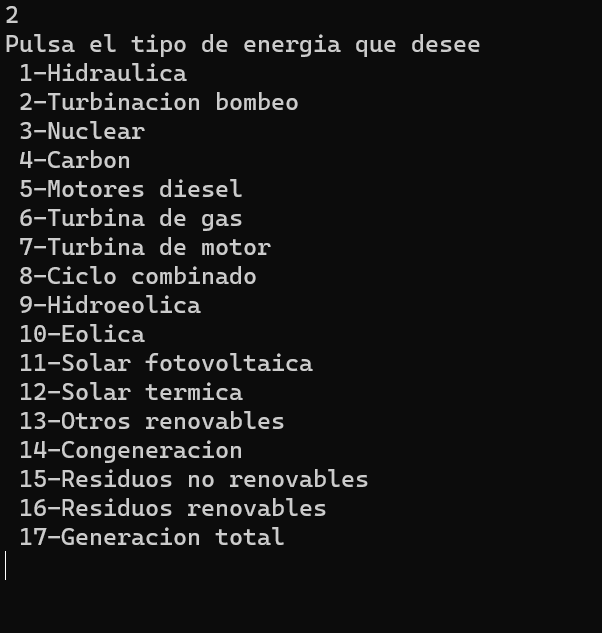 2
Pulsa el tipo de energia que desee
1-Hidraulica
2-Turbinacion bombeo
3-Nuclear
4-Carbon
5-Motores diesel
6-Turbina de gas
7-Turbina de motor
8-Ciclo combinado
9-Hidroeolica
10-Eolica
11-Solar fotovoltaica
12-Solar termica
13-Otros renovables
14-Congeneracion
15-Residuos no renovables
16-Residuos renovables
17-Generacion total